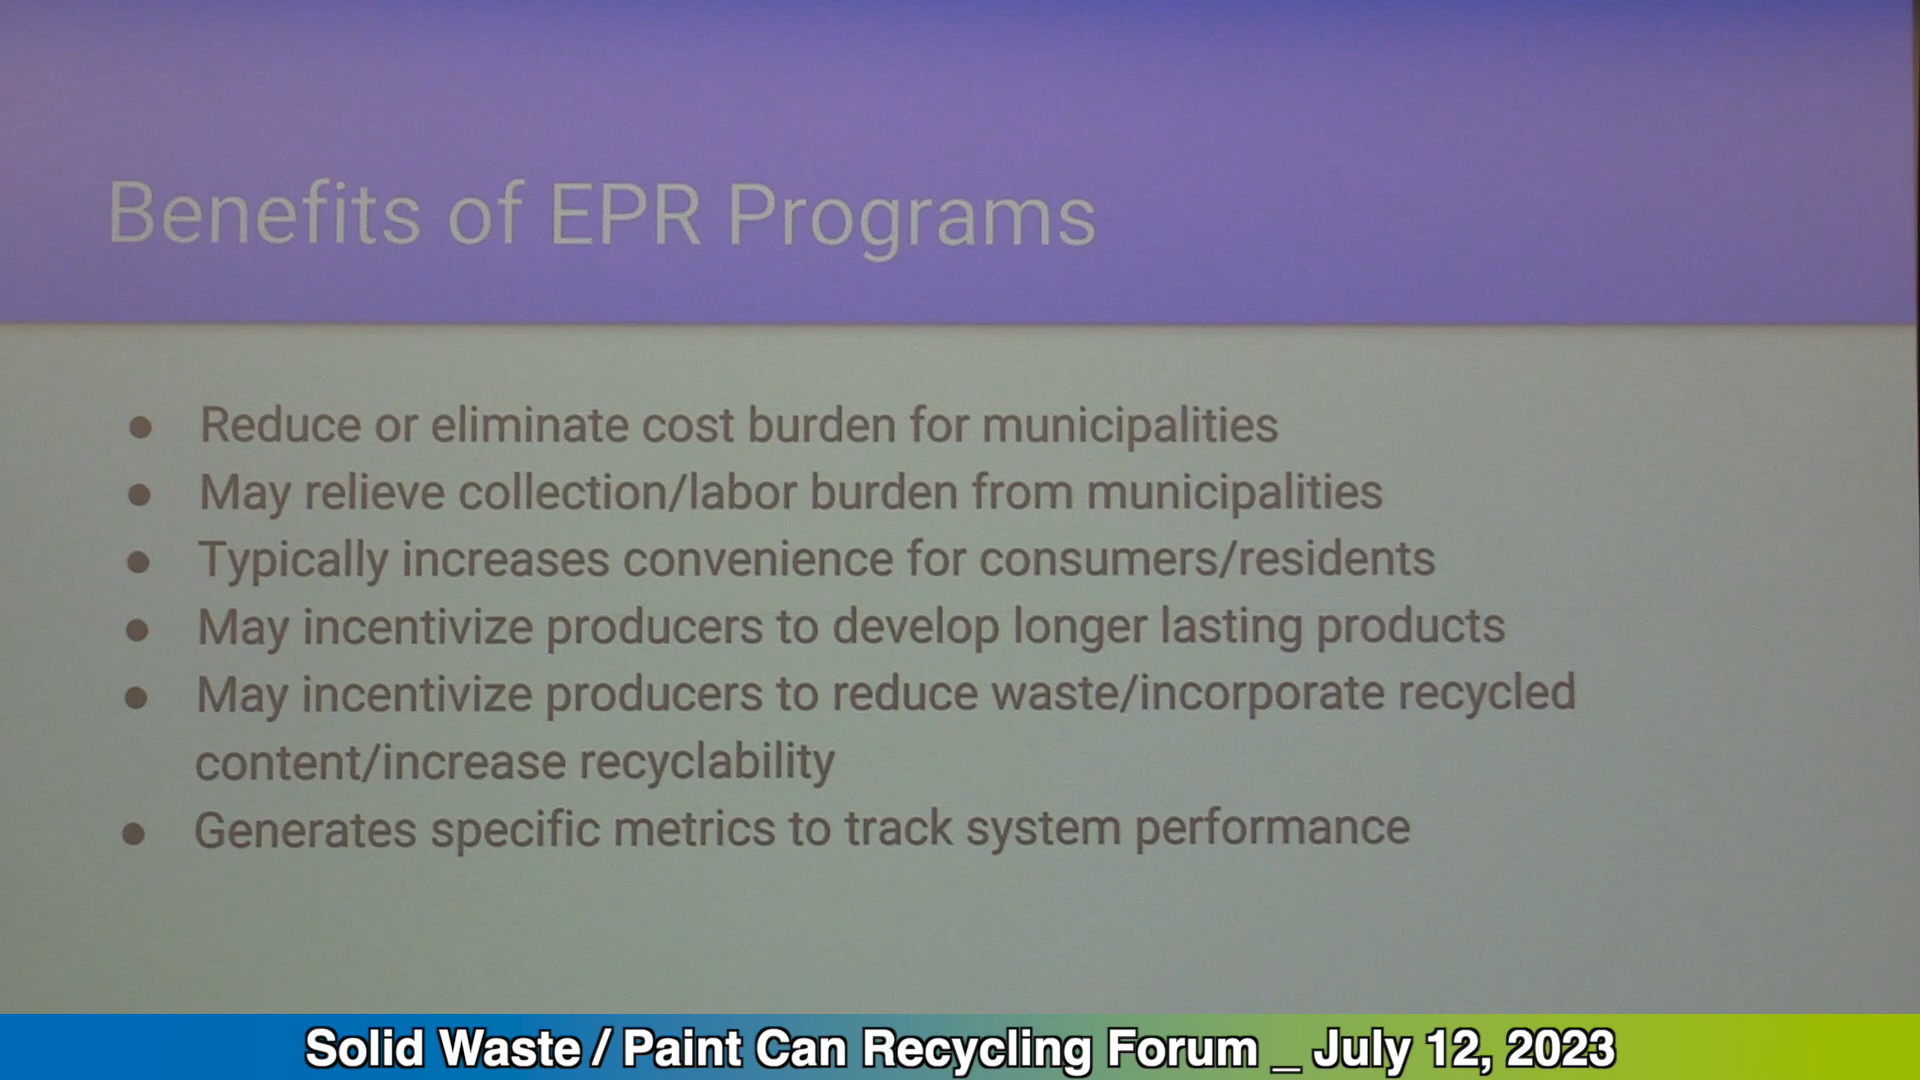 Benefits of EPR Programs
● Reduce or eliminate cost burden for municipalities
● May relieve collection/labor burden from municipalities
● Typically increases convenience for consumers/residents
● May incentivize producers to develop longer lasting products
● May incentivize producers to reduce waste/incorporate recycled
content/increase recyclability
● Generates specific metrics to track system performance
Solid Waste / Paint Can Recycling Forum _ July 12, 2023